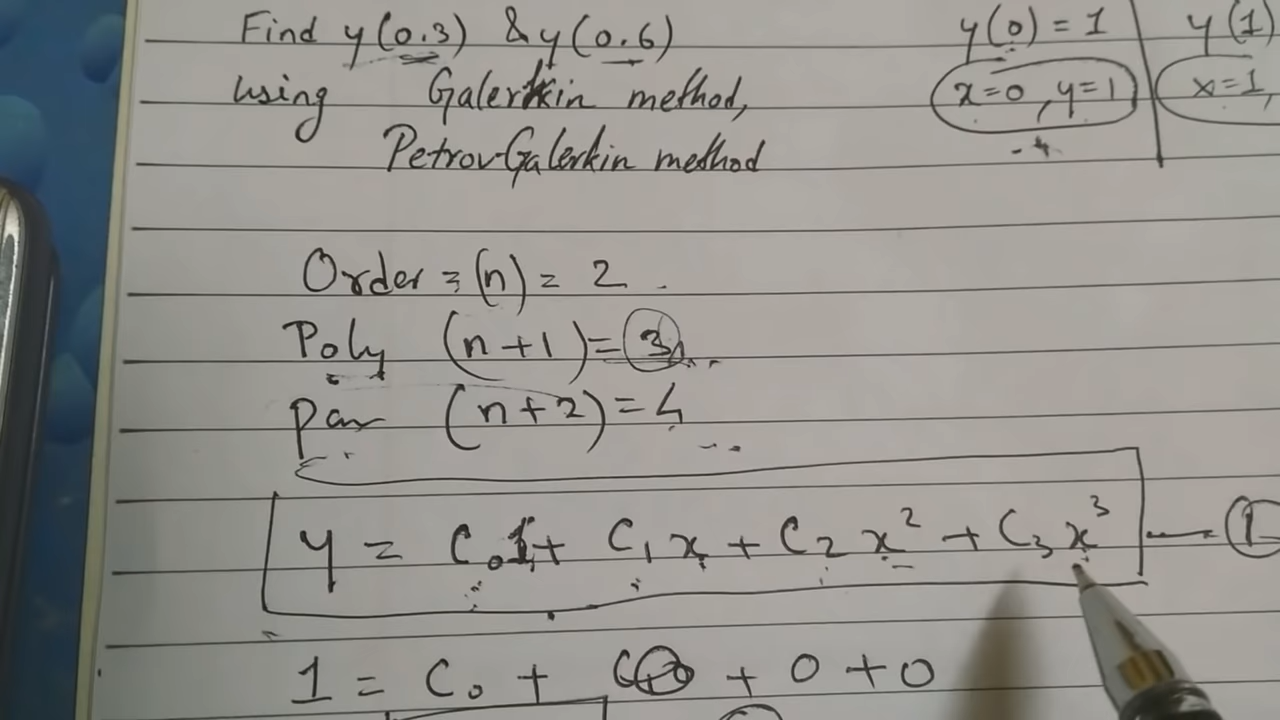 Find y(0.3) & y(0.6)
using Galerkin method,
Petrov-Galerkin method
y(0) = 1
x=0, y=1
y(1)
x=1,
Order = (n) = 2
Poly (n+1) = 3
Par (n+2) = 4
y = C₀1 + C₁x + C₂x² + C₃x³ — 1
1 = C₀ + + 0 + 0